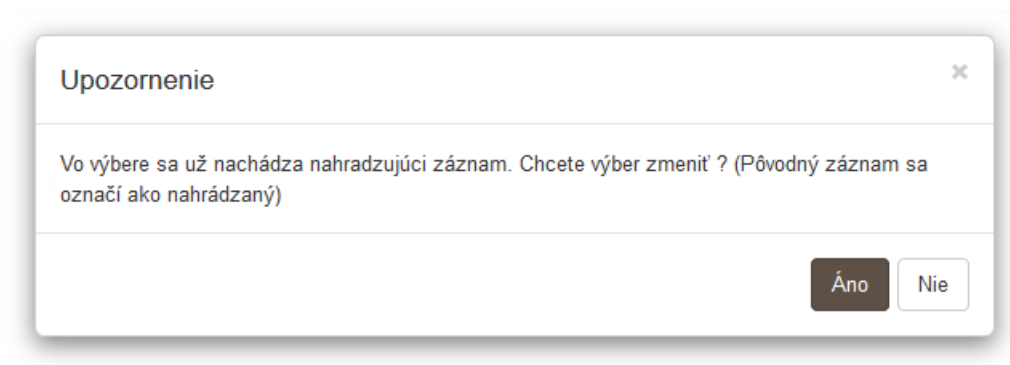 Upozornenie
Vo výbere sa už nachádza nahradzujúci záznam. Chcete výber zmeniť ? (Pôvodný záznam sa
označí ako nahrádzaný)
Áno
Nie